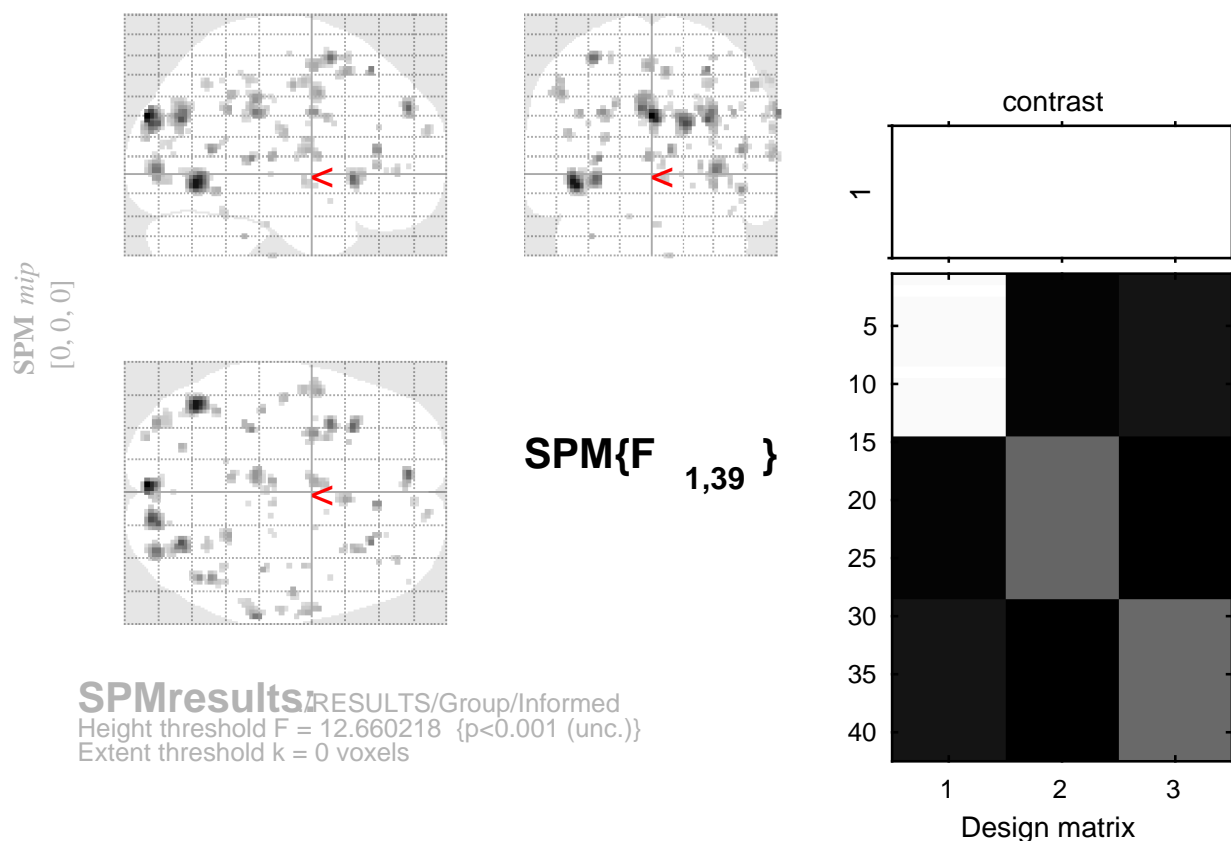 SPM mip
[0, 0, 0]
<
<
<
SPM{F 1,39 }
contrast
1
5
10
15
20
25
30
35
40
1 2 3
Design matrix
SPMresults: ./RESULTS/Group/Informed
Height threshold F = 12.660218 {p<0.001 (unc.)}
Extent threshold k = 0 voxels